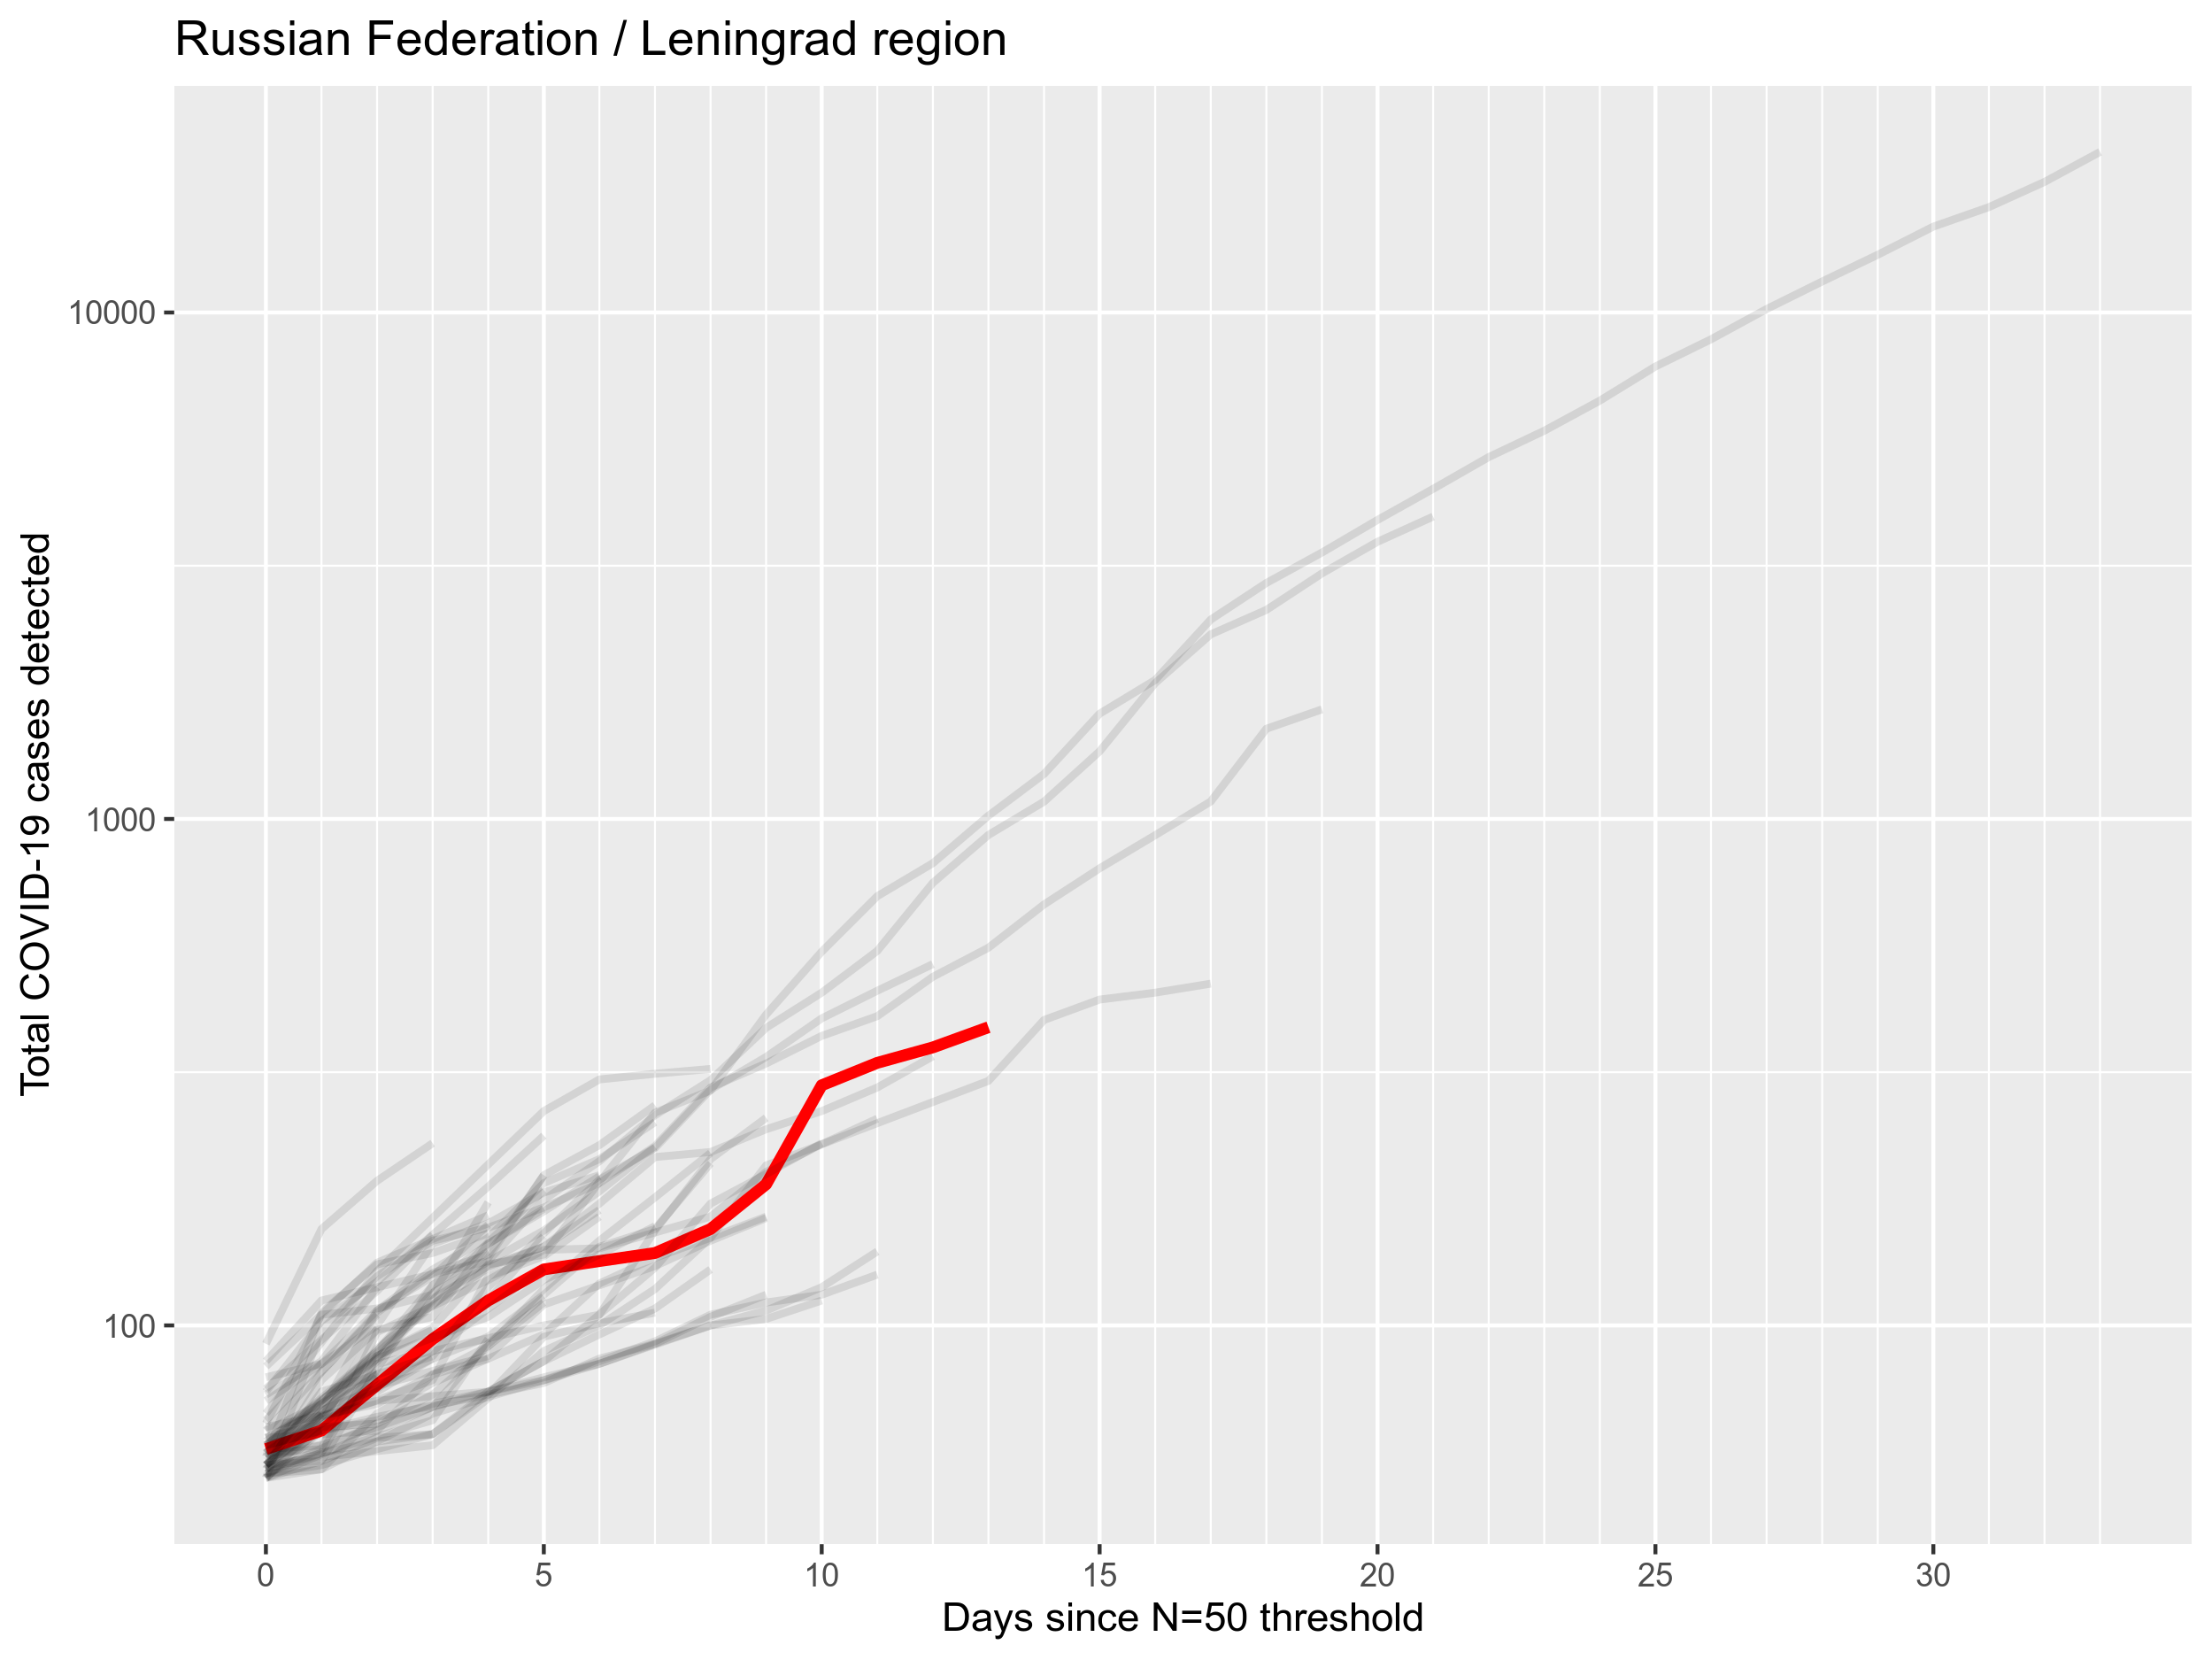 Russian Federation / Leningrad region
Total COVID-19 cases detected
10000
1000
100
0 5 10 15 20 25 30
Days since N=50 threshold